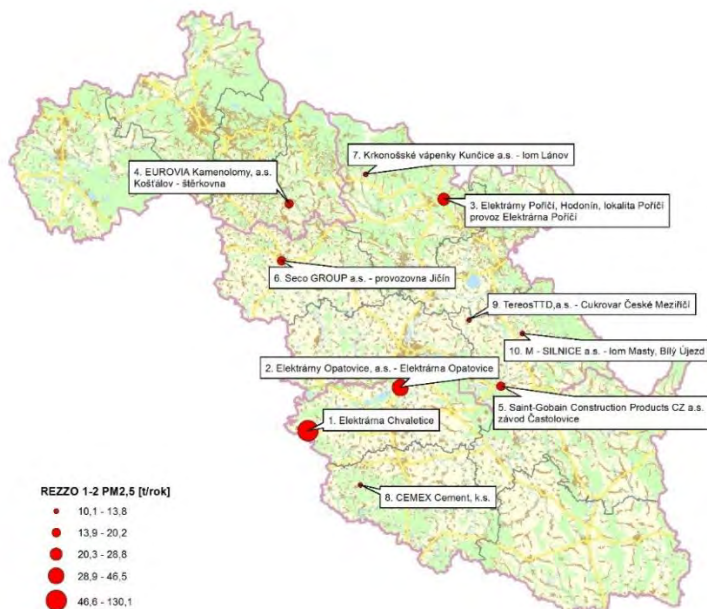 7. Krkonošské vápenky Kunčice a.s. - lom Lánov
4. EUROVIA Kamenolomy, a.s.
Košťálov - štěrkovna
3. Elektrárny Poříčí, Hodonín, lokalita Poříčí
provoz Elektrárna Poříčí
6. Seco GROUP a.s. - provozovna Jičín
9. TereosTTD,a.s. - Cukrovar České Meziříčí
10. M - SILNICE a.s. - lom Masty, Bílý Újezd
2. Elektrárny Opatovice, a.s. - Elektrárna Opatovice
5. Saint-Gobain Construction Products CZ a.s.
závod Častolovice
1. Elektrárna Chvaletice
8. CEMEX Cement, k.s.
REZZO 1-2 PM2,5 [t/rok]
10,1 - 13,8
13,9 - 20,2
20,3 - 28,8
28,9 - 46,5
46,6 - 130,1